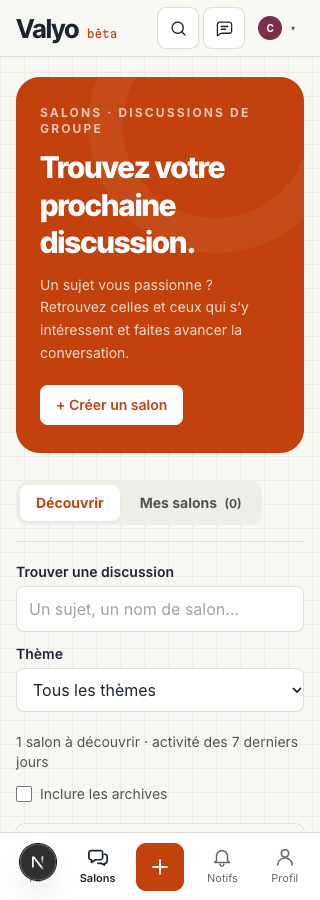 Valyo bêta
C
SALONS · DISCUSSIONS DE
GROUPE
Trouvez votre
prochaine
discussion.
Un sujet vous passionne ?
Retrouvez celles et ceux qui s’y
intéressent et faites avancer la
conversation.
+ Créer un salon
Découvrir
Mes salons (0)
Trouver une discussion
Un sujet, un nom de salon...
Thème
Tous les thèmes
1 salon à découvrir · activité des 7 derniers
jours
Inclure les archives
N
Salons
Notifs
Profil